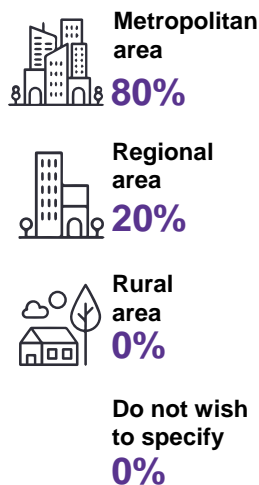 Metropolitan
area
80%
Regional
area
20%
Rural
area
0%
Do not wish
to specify
0%